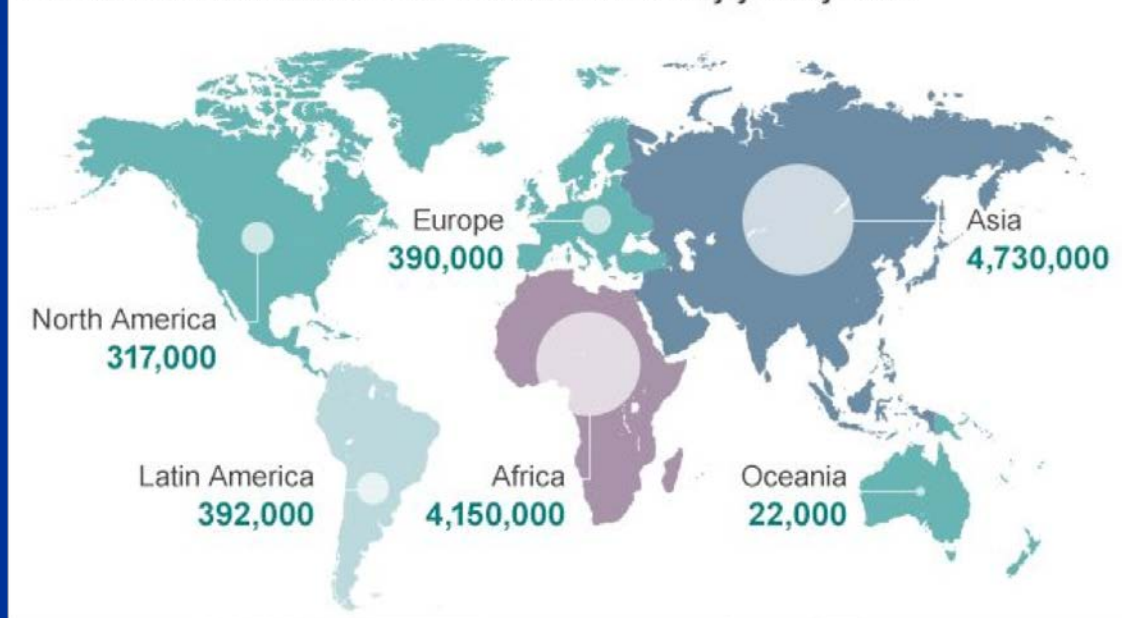 Europe
390,000
Asia
4,730,000
North America
317,000
Latin America
392,000
Africa
4,150,000
Oceania
22,000